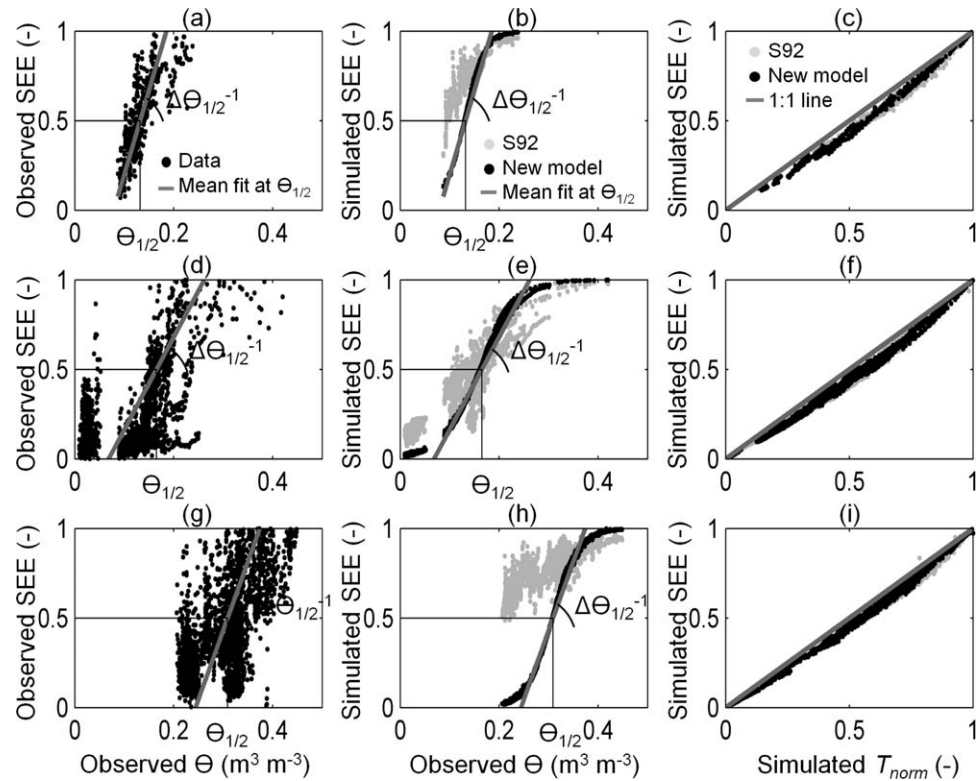 (a)
Observed SEE (-)
1
0.5
0
ΔΘ1/2⁻¹
Data
Mean fit at Θ1/2
0 0.2 0.4
Θ1/2
(b)
Simulated SEE (-)
1
0.5
0
ΔΘ1/2⁻¹
S92
New model
Mean fit at Θ1/2
0 0.2 0.4
Θ1/2
(c)
Simulated SEE (-)
1
0.5
0
S92
New model
1:1 line
0 0.5 1
(d)
Observed SEE (-)
1
0.5
0
ΔΘ1/2⁻¹
0 0.2 0.4
Θ1/2
(e)
Simulated SEE (-)
1
0.5
0
ΔΘ1/2⁻¹
0 0.2 0.4
Θ1/2
(f)
Simulated SEE (-)
1
0.5
0
0 0.5 1
(g)
Observed SEE (-)
1
0.5
0
Θ1/2⁻¹
0 0.2 0.4
Θ1/2
Observed Θ (m³ m⁻³)
(h)
Simulated SEE (-)
1
0.5
0
ΔΘ1/2⁻¹
0 0.2 0.4
Θ1/2
Observed Θ (m³ m⁻³)
(i)
Simulated SEE (-)
1
0.5
0
0 0.5 1
Simulated Tnorm (-)